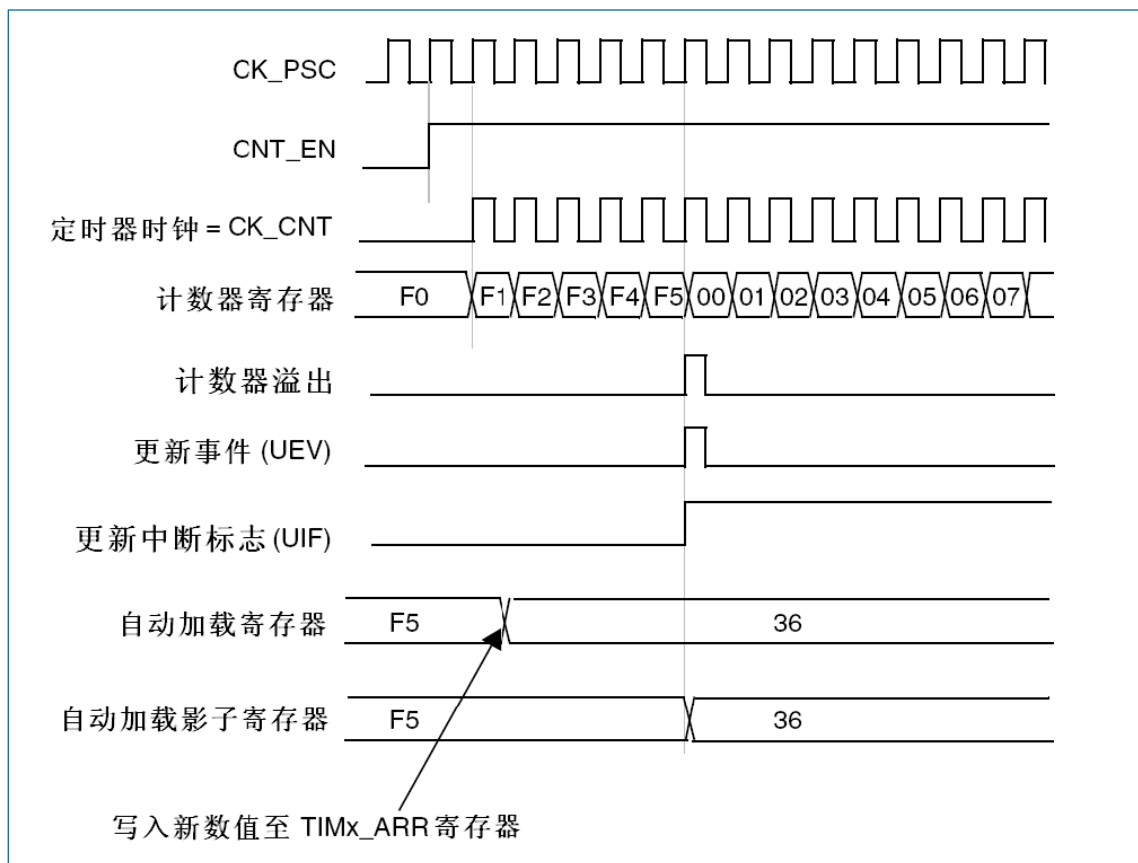 CK_PSC
CNT_EN
定时器时钟 = CK_CNT
计数器寄存器 F0 F1 F2 F3 F4 F5 00 01 02 03 04 05 06 07
计数器溢出
更新事件 (UEV)
更新中断标志 (UIF)
自动加载寄存器 F5 36
自动加载影子寄存器 F5 36
写入新数值至 TIMx_ARR 寄存器